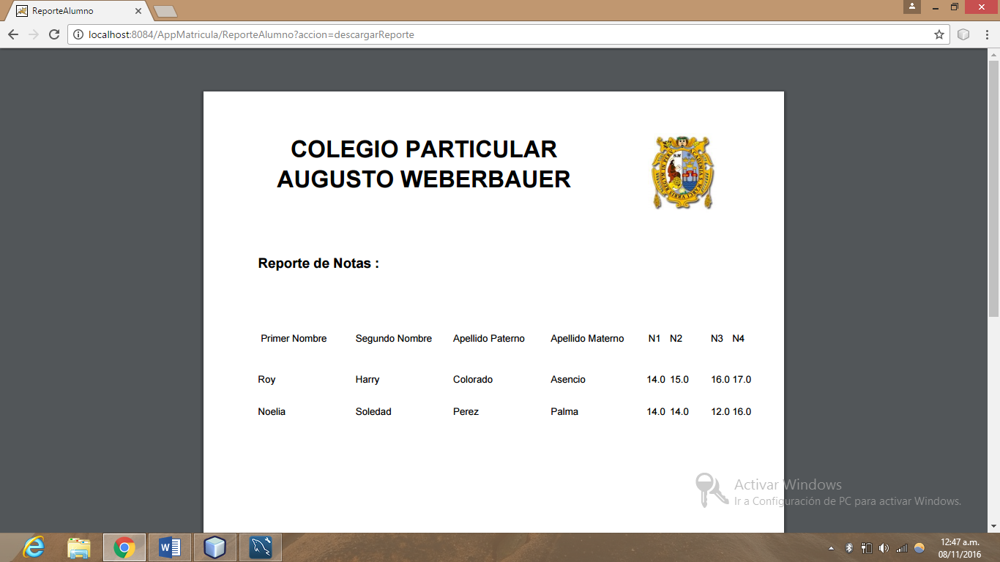 ReporteAlumno
localhost:8084/AppMatricula/ReporteAlumno?accion=descargarReporte
COLEGIO PARTICULAR
AUGUSTO WEBERBAUER
Reporte de Notas :
Primer Nombre Segundo Nombre Apellido Paterno Apellido Materno N1 N2 N3 N4
Roy Harry Colorado Asencio 14.0 15.0 16.0 17.0
Noelia Soledad Perez Palma 14.0 14.0 12.0 16.0
Activar Windows
Ir a Configuración de PC para activar Windows.
12:47 a.m.
08/11/2016